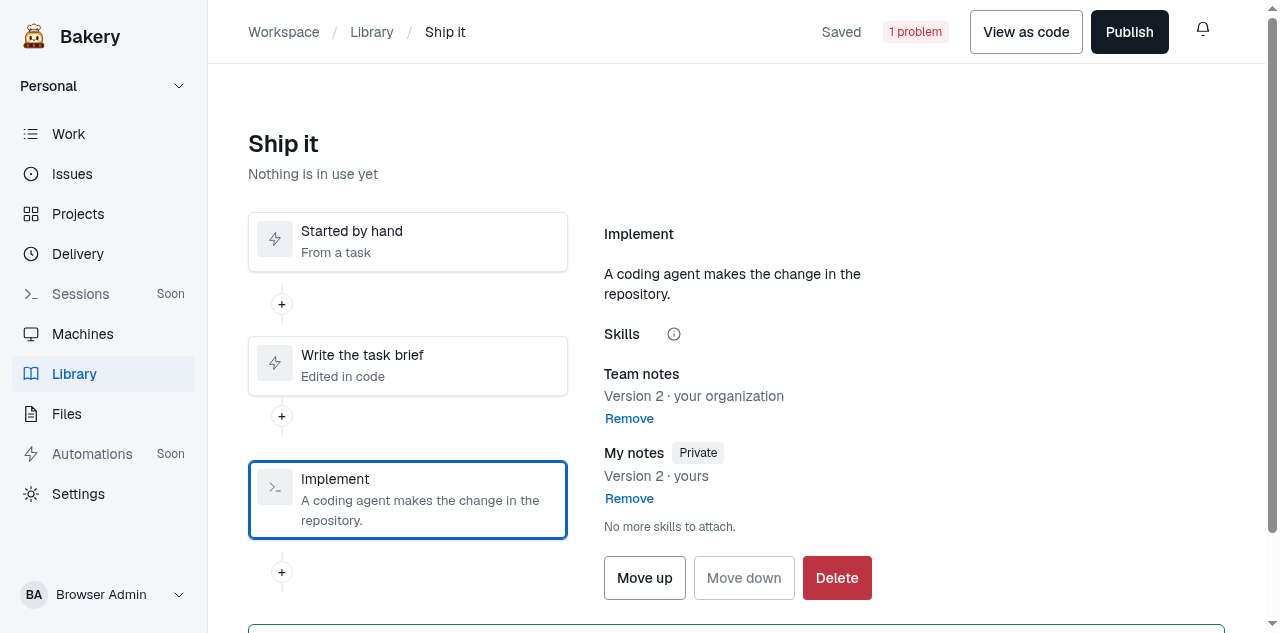 Bakery
Personal
Work
Issues
Projects
Delivery
Sessions Soon
Machines
Library
Files
Automations Soon
Settings
BA Browser Admin
Workspace / Library / Ship it
Saved
1 problem
View as code
Publish
Ship it
Nothing is in use yet
Started by hand
From a task
+
Write the task brief
Edited in code
+
Implement
A coding agent makes the change in the
repository.
+
Implement
A coding agent makes the change in the
repository.
Skills
Team notes
Version 2 · your organization
Remove
My notes Private
Version 2 · yours
Remove
No more skills to attach.
Move up
Move down
Delete